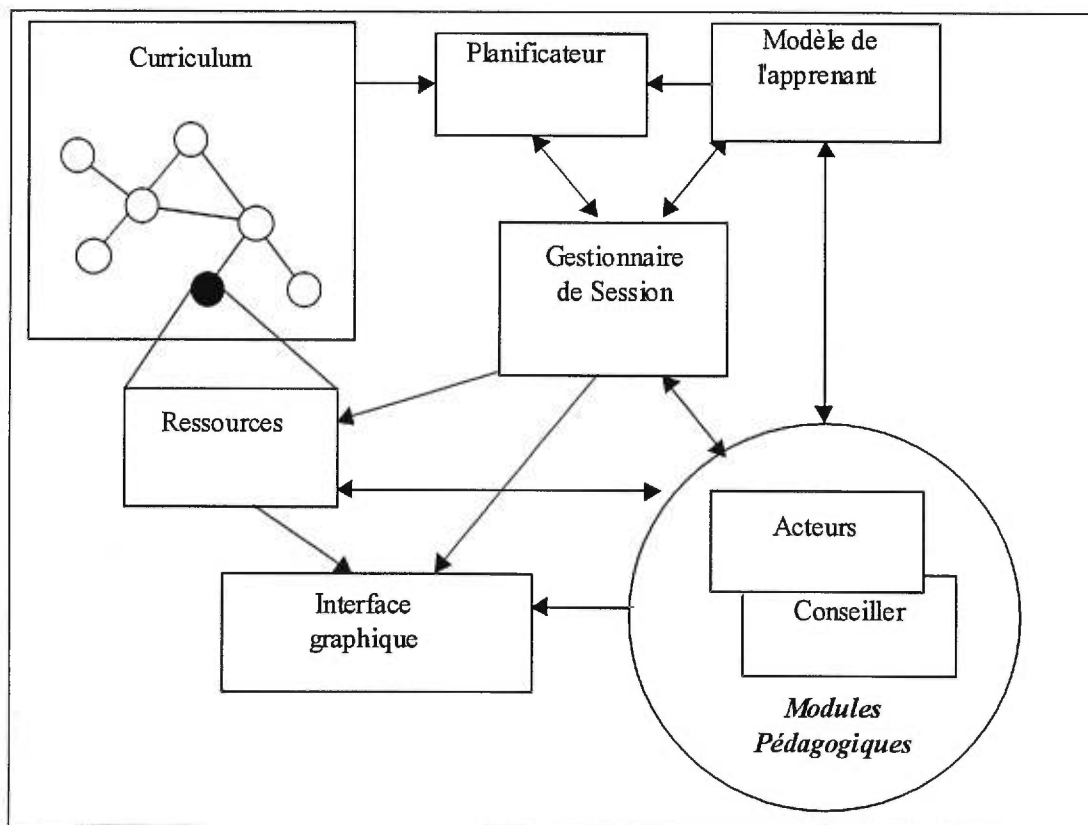 Curriculum
Planificateur
Modèle de
l'apprenant
Gestionnaire
de Session
Ressources
Acteurs
Conseiller
Interface
graphique
Modules
Pédagogiques